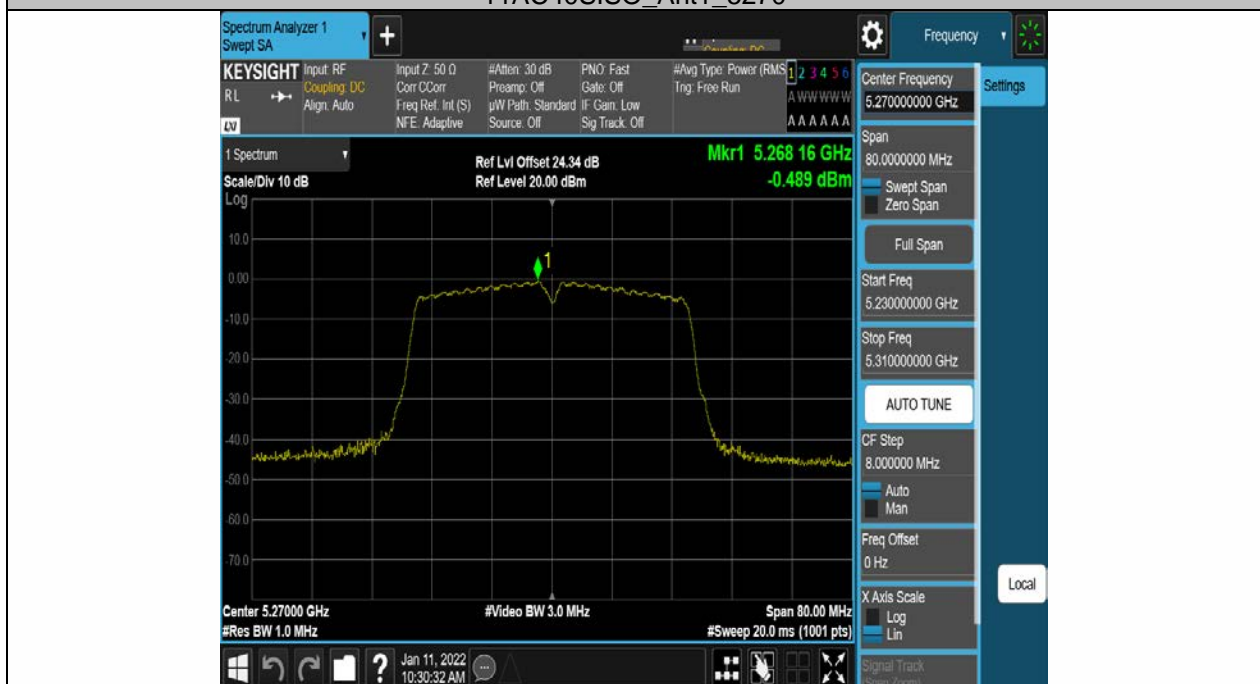 11AC40SISO_Ant1_5270
Spectrum Analyzer 1
Swept SA
+
Frequency
KEYSIGHT
RL
Input: RF
Coupling: DC
Align: Auto
Input Z: 50 Ω
Corr CCorr
Freq Ref: Int (S)
NFE: Adaptive
#Atten: 30 dB
Preamp: Off
µW Path: Standard
Source: Off
PNO: Fast
Gate: Off
IF Gain: Low
Sig Track: Off
#Avg Type: Power (RMS
Trig: Free Run
1 2 3 4 5 6
A W W W W W
A A A A A A
LXI
1 Spectrum
Scale/Div 10 dB
Ref Lvl Offset 24.34 dB
Ref Level 20.00 dBm
Mkr1 5.268 16 GHz
-0.489 dBm
Log
10.0
0.00
-10.0
-20.0
-30.0
-40.0
-50.0
-60.0
-70.0
1
Center 5.27000 GHz
#Res BW 1.0 MHz
#Video BW 3.0 MHz
Span 80.00 MHz
#Sweep 20.0 ms (1001 pts)
Center Frequency
5.270000000 GHz
Settings
Span
80.0000000 MHz
Swept Span
Zero Span
Full Span
Start Freq
5.230000000 GHz
Stop Freq
5.310000000 GHz
AUTO TUNE
CF Step
8.000000 MHz
Auto
Man
Freq Offset
0 Hz
X Axis Scale
Log
Lin
Local
Signal Track
(Span Zoom)
?
Jan 11, 2022
10:30:32 AM